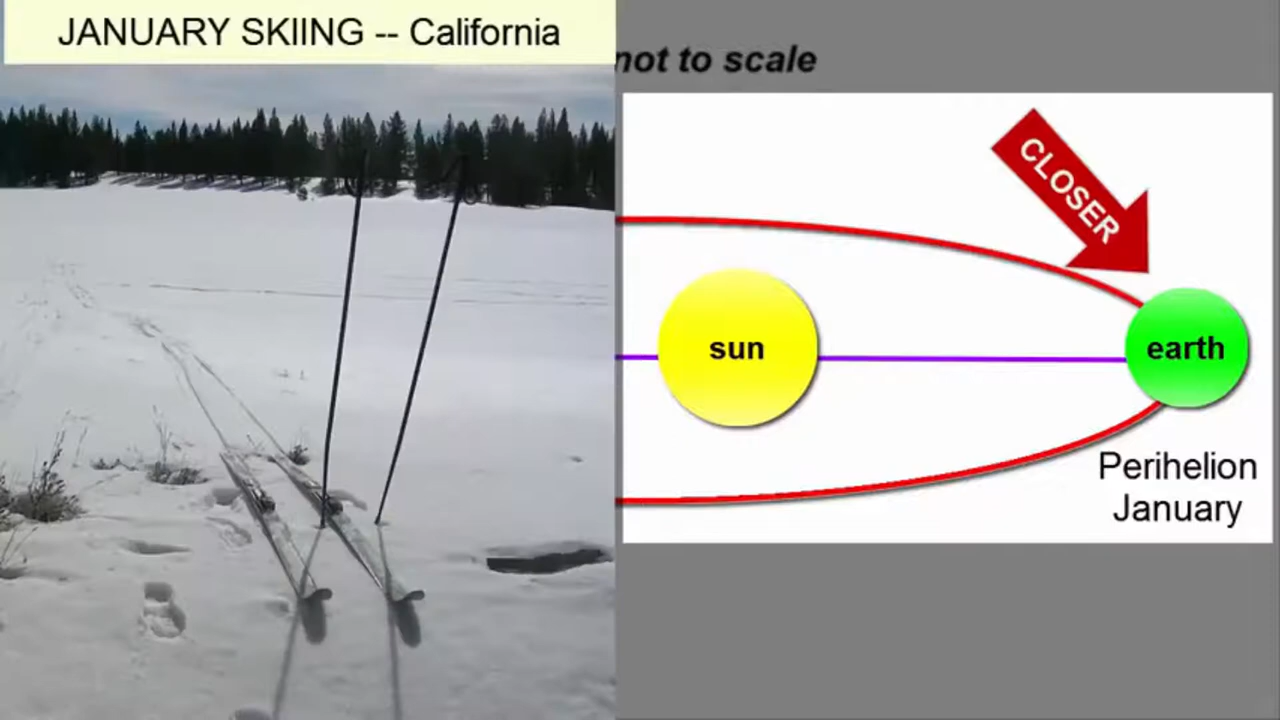 JANUARY SKIING -- California
not to scale
CLOSER
sun
earth
Perihelion
January